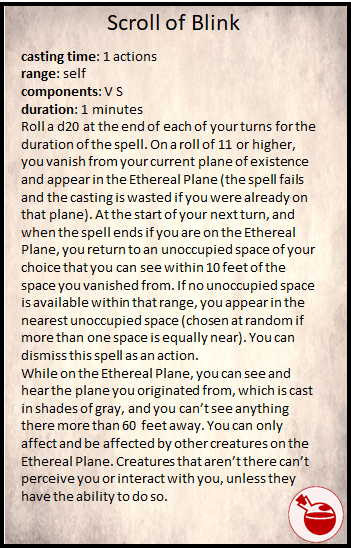 Scroll of Blink
casting time: 1 actions
range: self
components: V S
duration: 1 minutes
Roll a d20 at the end of each of your turns for the
duration of the spell. On a roll of 11 or higher,
you vanish from your current plane of existence
and appear in the Ethereal Plane (the spell fails
and the casting is wasted if you were already on
that plane). At the start of your next turn, and
when the spell ends if you are on the Ethereal
Plane, you return to an unoccupied space of your
choice that you can see within 10 feet of the
space you vanished from. If no unoccupied space
is available within that range, you appear in the
nearest unoccupied space (chosen at random if
more than one space is equally near). You can
dismiss this spell as an action.
While on the Ethereal Plane, you can see and
hear the plane you originated from, which is cast
in shades of gray, and you can't see anything
there more than 60 feet away. You can only
affect and be affected by other creatures on the
Ethereal Plane. Creatures that aren't there can't
perceive you or interact with you, unless they
have the ability to do so.